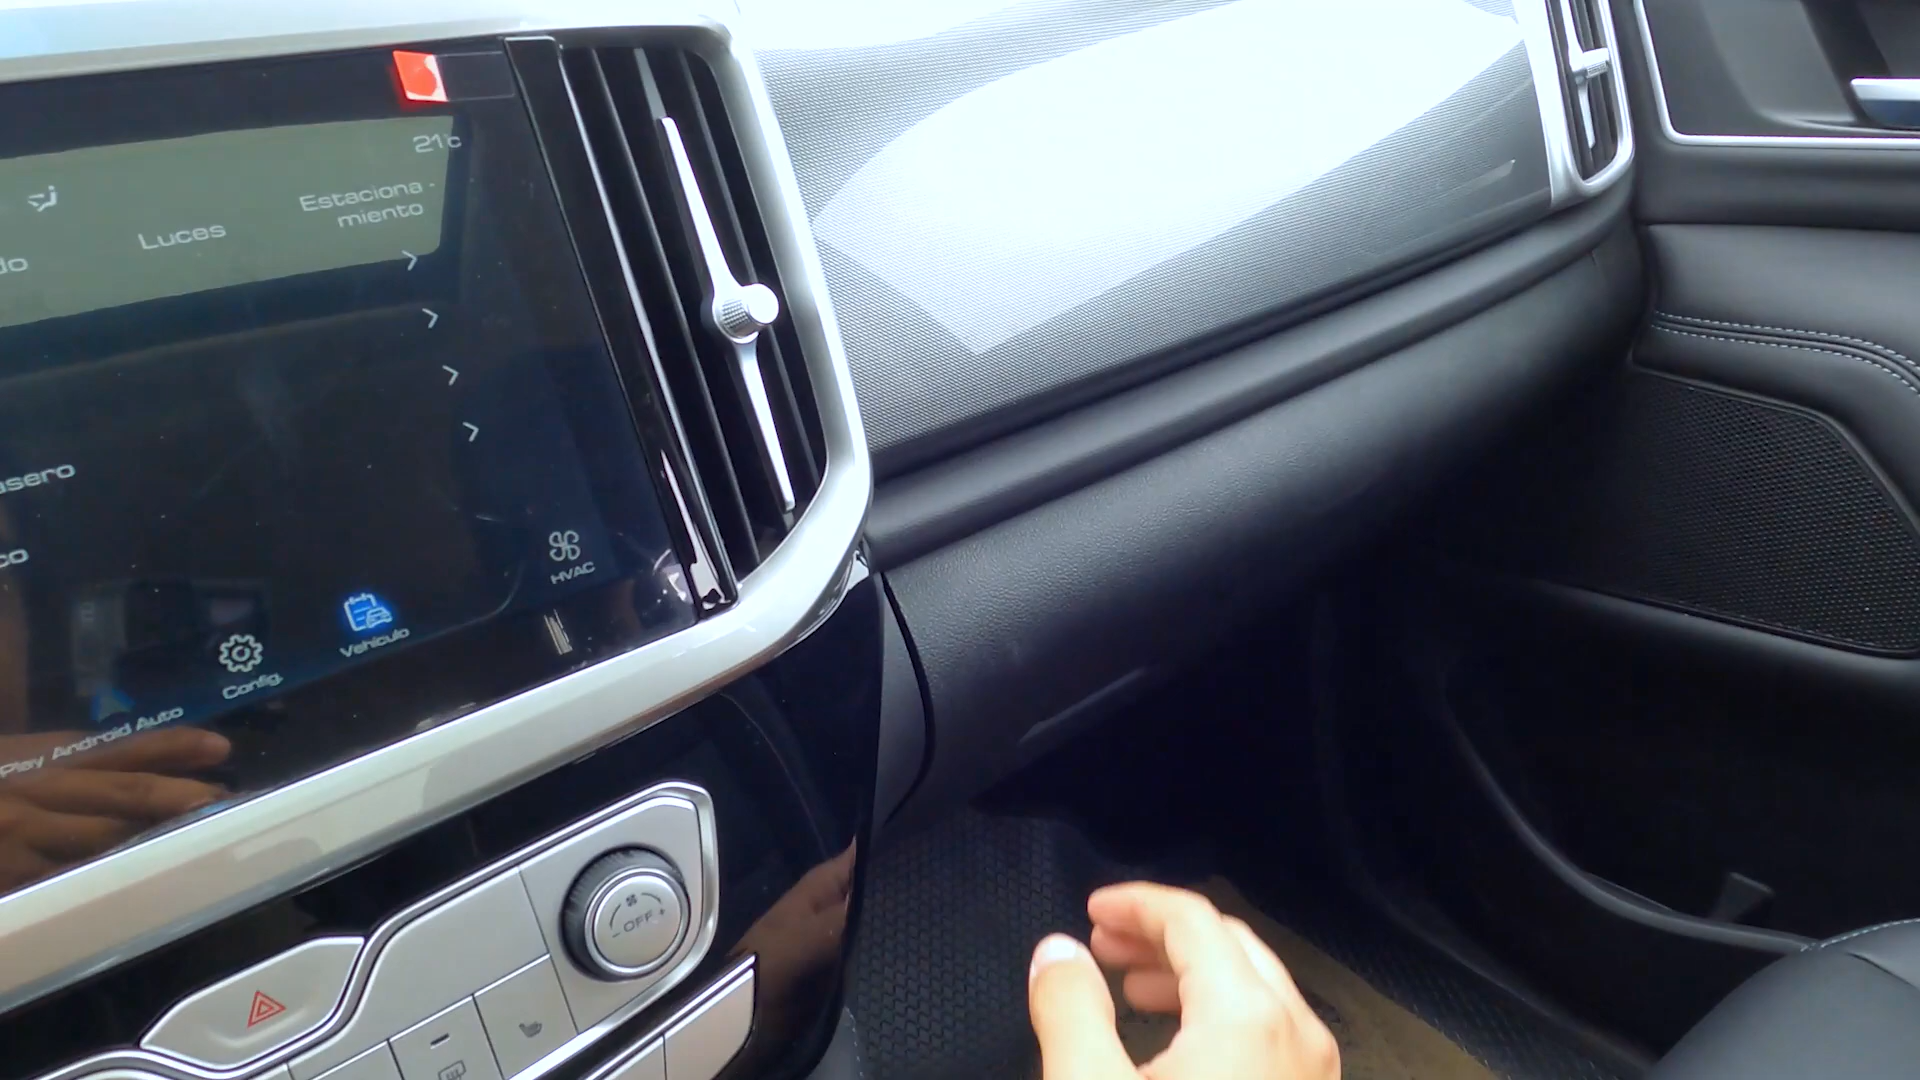 21°c
Estaciona -
miento
Luces
do
asero
co
HVAC
Vehículo
Config.
Play Android Auto
- OFF +